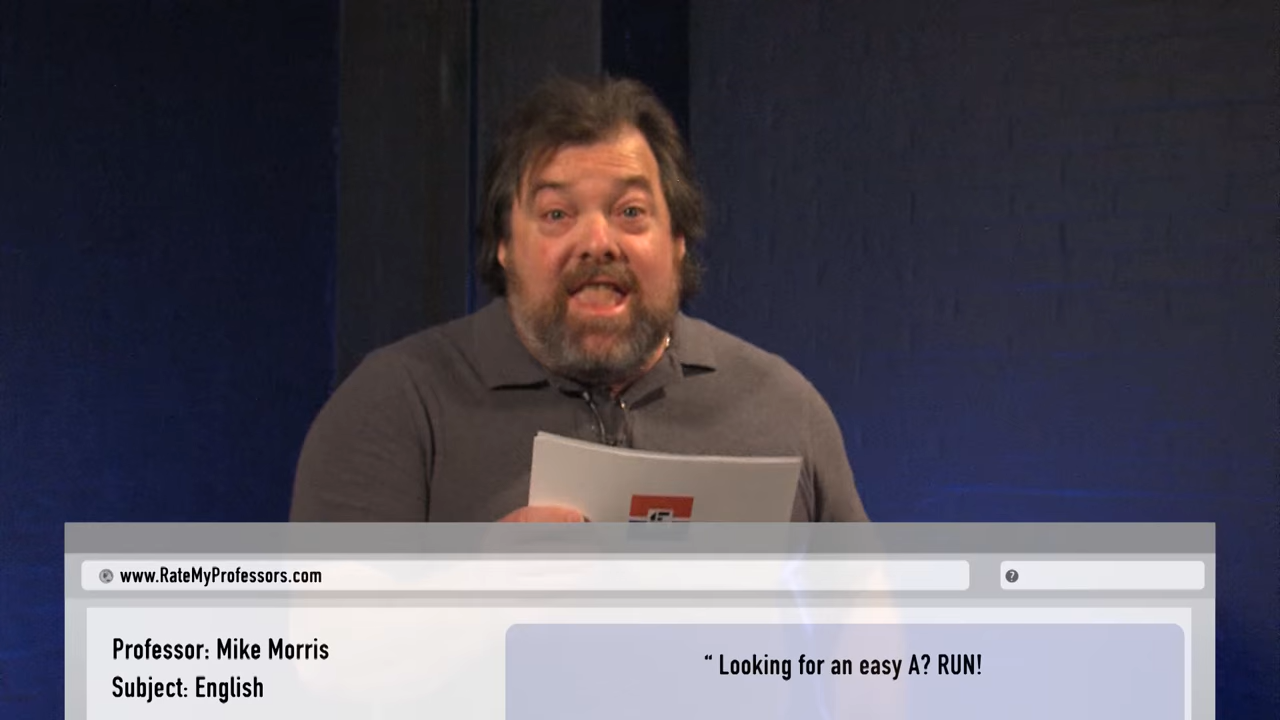 www.RateMyProfessors.com
Professor: Mike Morris
Subject: English
“ Looking for an easy A? RUN!